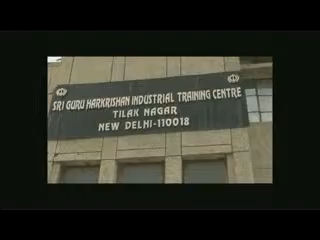 SRI GURU HARKRISHAN INDUSTRIAL TRAINING CENTRE
TILAK NAGAR
NEW DELHI-110018